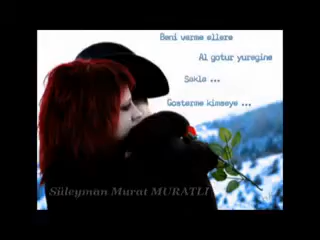 Beni verme ellere
Al gotur yuregine
Sakla ...
Gosterme kimseye ...
Süleyman Murat MURATLI